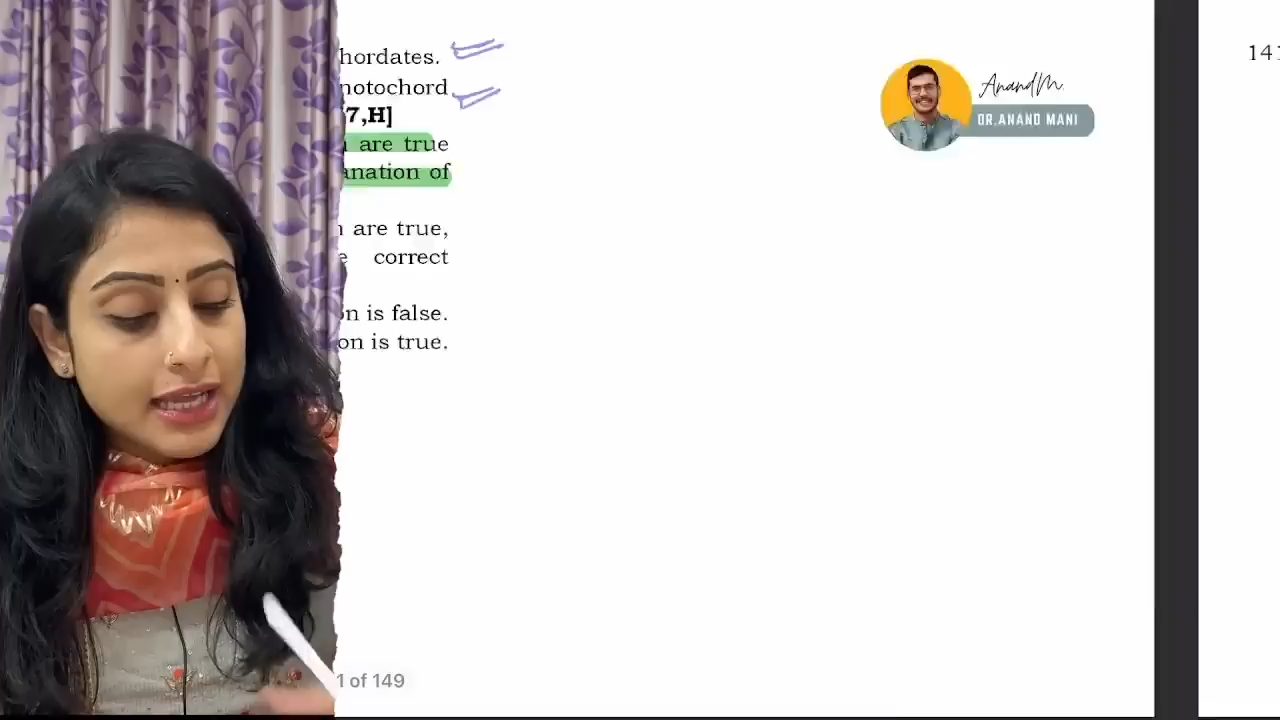 hordates.
notochord
7,H]
are true
anation of
are true,
correct
on is false.
on is true.
1 of 149
AnandM.
DR.ANAND MANI
141